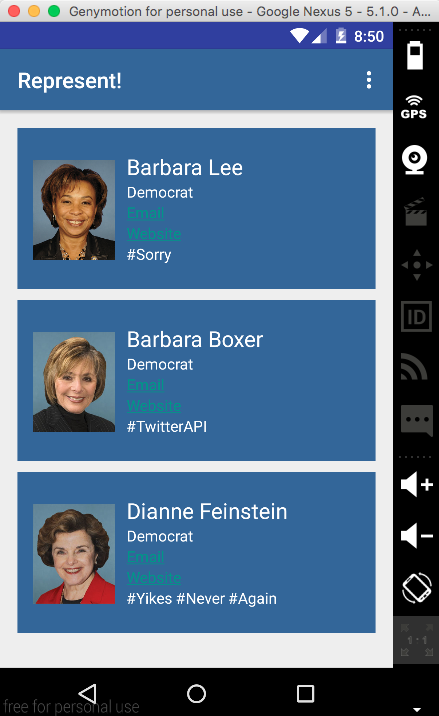 Genymotion for personal use - Google Nexus 5 - 5.1.0 - A...
8:50
Represent!
GPS
Barbara Lee
Democrat
Email
Website
#Sorry
Barbara Boxer
Democrat
Email
Website
#TwitterAPI
Dianne Feinstein
Democrat
Email
Website
#Yikes #Never #Again
ID
1:1
free for personal use